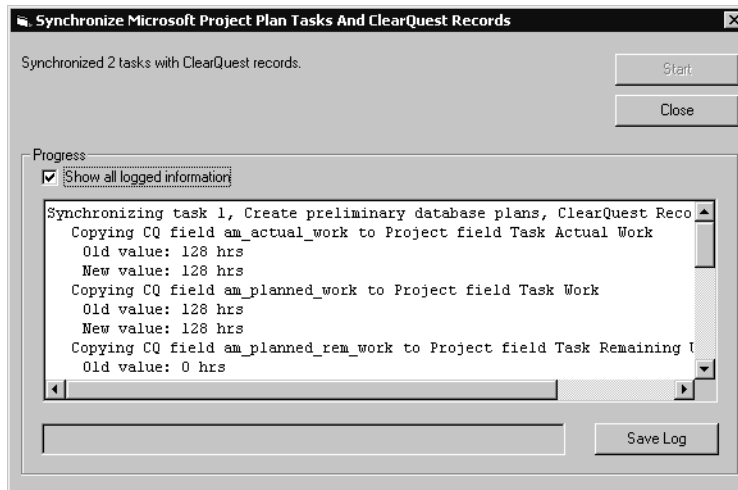 Synchronize Microsoft Project Plan Tasks And ClearQuest Records
Synchronized 2 tasks with ClearQuest records.
Start
Close
Progress
Show all logged information
Synchronizing task 1, Create preliminary database plans, ClearQuest Reco
Copying CQ field am_actual_work to Project field Task Actual Work
Old value: 128 hrs
New value: 128 hrs
Copying CQ field am_planned_work to Project field Task Work
Old value: 128 hrs
New value: 128 hrs
Copying CQ field am_planned_rem_work to Project field Task Remaining
Old value: 0 hrs
Save Log